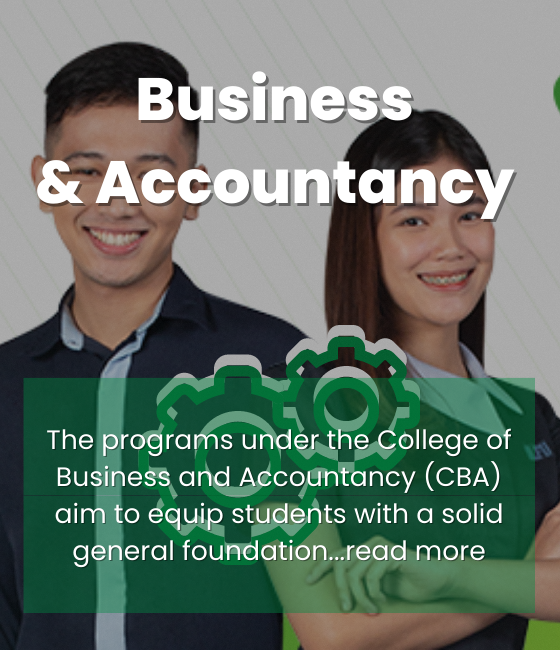 Business
& Accountancy
The programs under the College of
Business and Accountancy (CBA)
aim to equip students with a solid
general foundation...read more